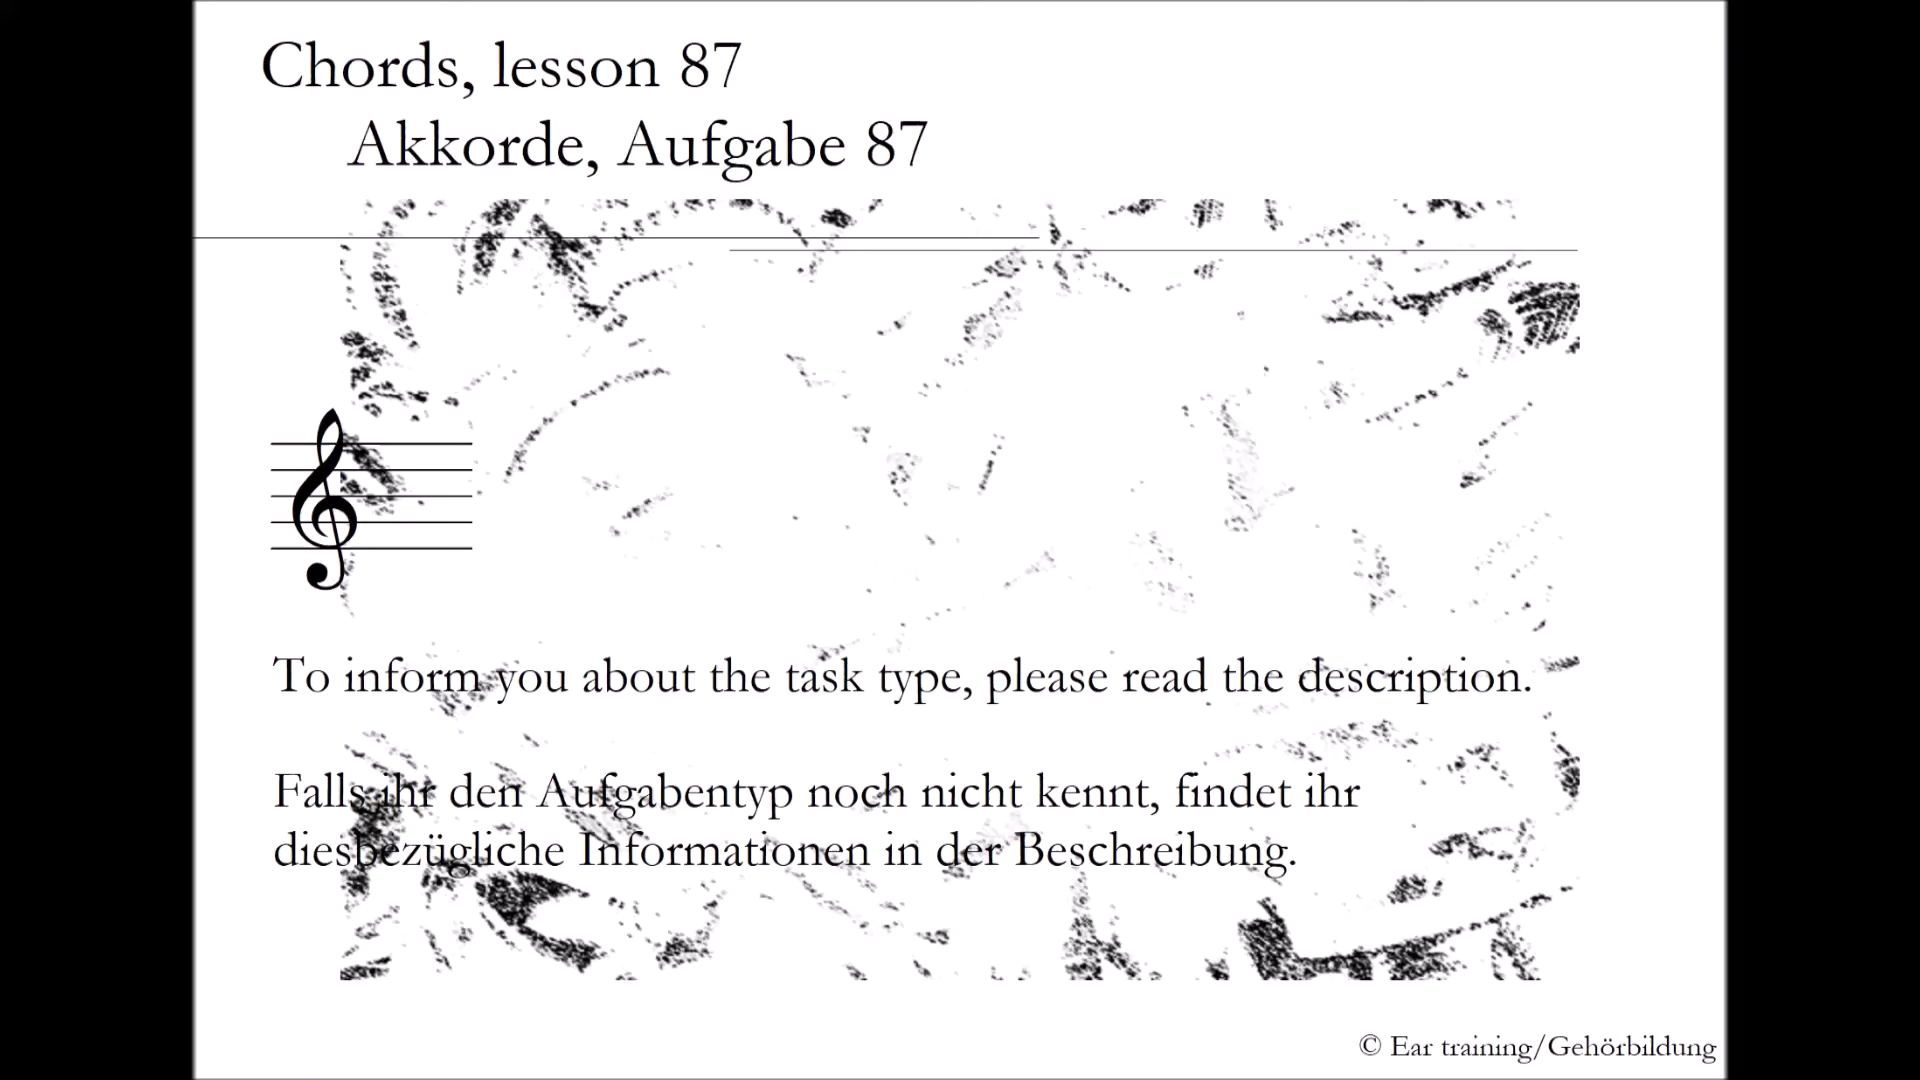 Chords, lesson 87
Akkorde, Aufgabe 87
To inform you about the task type, please read the description.
Falls ihr den Aufgabentyp noch nicht kennt, findet ihr
diesbezügliche Informationen in der Beschreibung.
© Ear training/Gehörbildung